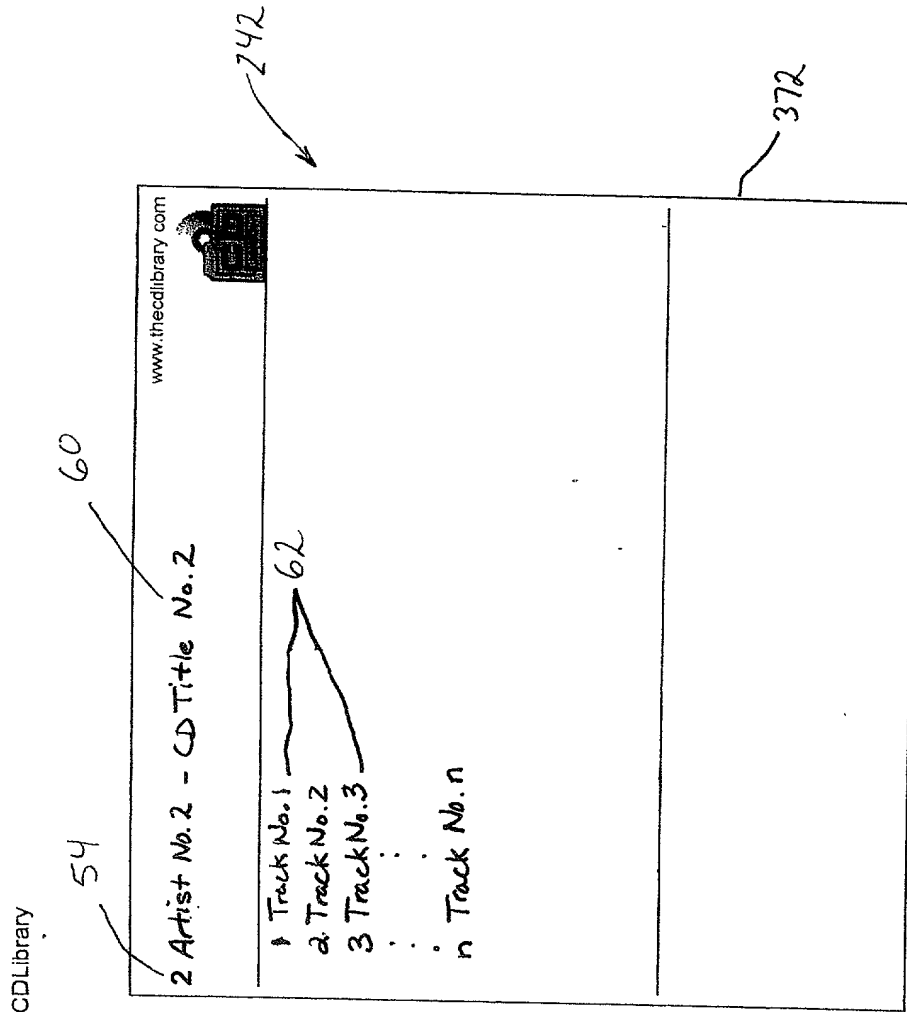 CDLibrary
54
60
242
2 Artist No.2 - CD Title No.2
www.thecdlibrary com
1 Track No.1
62
2 Track No.2
3 Track No.3
: :
. .
n Track No.n
372